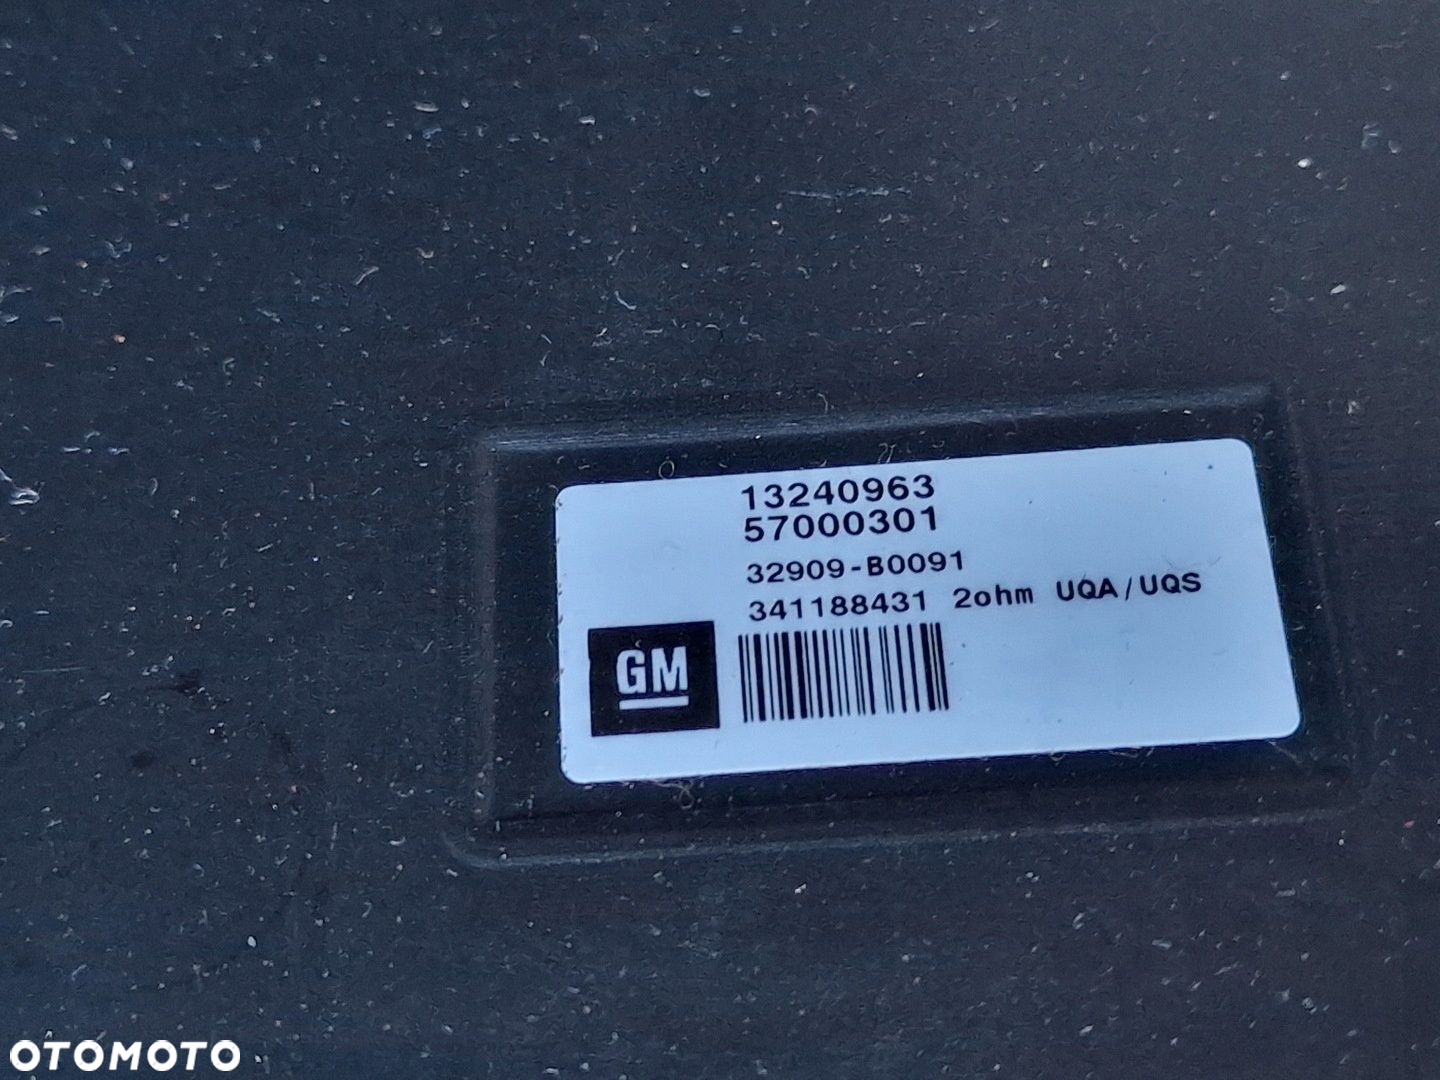 13240963
57000301
32909-B0091
341188431 2ohm UQA/UQS
GM
OTOMOTO